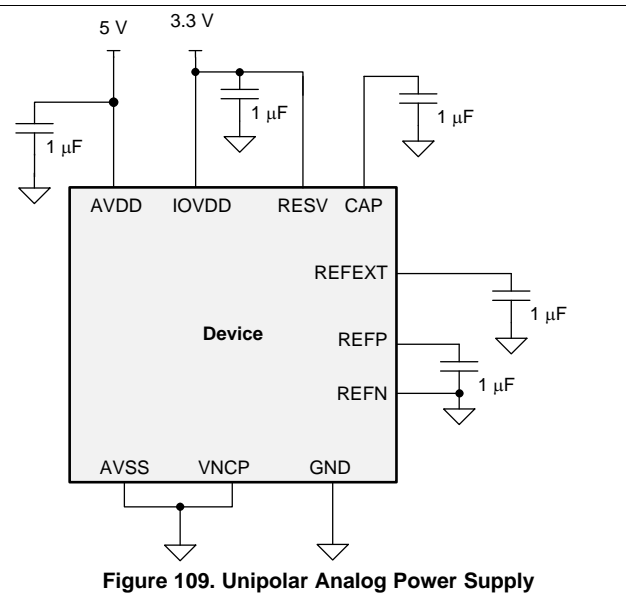 5 V
3.3 V
1 μF
1 μF
1 μF
AVDD
IOVDD
RESV
CAP
REFEXT
1 μF
Device
REFP
1 μF
REFN
AVSS
VNCP
GND
Figure 109. Unipolar Analog Power Supply